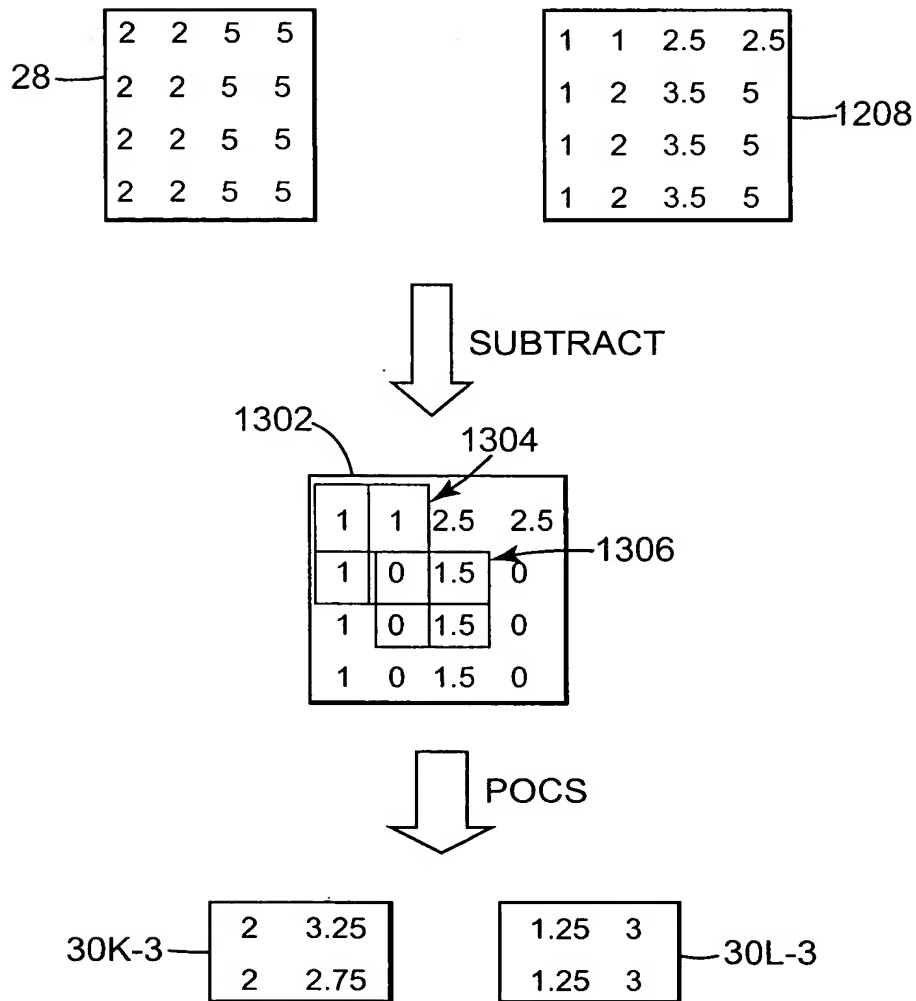 2 2 5 5
1 1 2.5 2.5
28
2 2 5 5
1 2 3.5 5
1208
2 2 5 5
1 2 3.5 5
2 2 5 5
1 2 3.5 5
SUBTRACT
1302
1304
1 1 2.5 2.5
1306
1 0 1.5 0
1 0 1.5 0
1 0 1.5 0
POCS
30K-3
2 3.25
2 2.75
1.25 3
1.25 3
30L-3